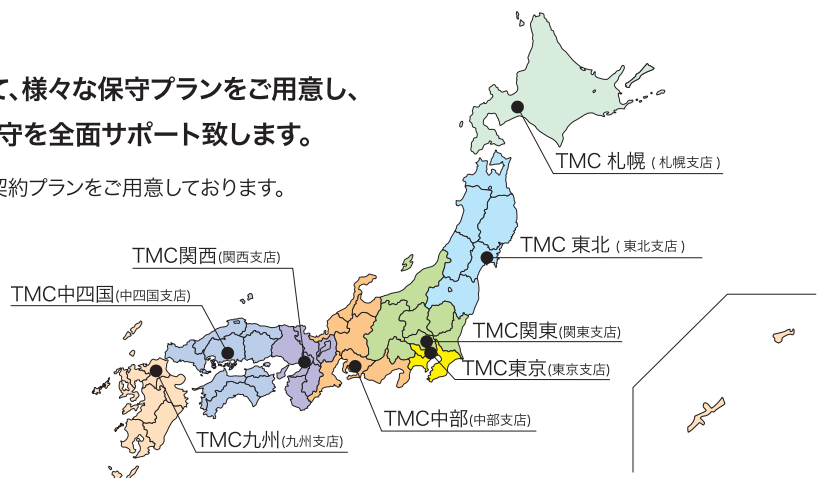 て、様々な保守プランをご用意し、
守を全面サポート致します。
契約プランをご用意しております。
TMC 札幌 ( 札幌支店 )
TMC 東北 ( 東北支店 )
TMC関西(関西支店)
TMC中四国(中四国支店)
TMC関東(関東支店)
TMC東京(東京支店)
TMC中部(中部支店)
TMC九州(九州支店)